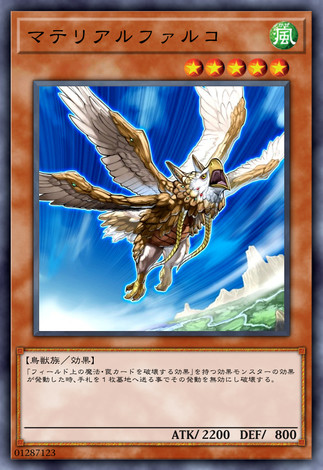 マテリアルファルコ
風
【鳥獣族／効果】
「フィールド上の魔法・罠カードを破壊する効果」を持つ効果モンスターの効果
が発動した時、手札を１枚墓地へ送る事でその発動を無効にし破壊する。
ATK/ 2200 DEF/ 800
01287123